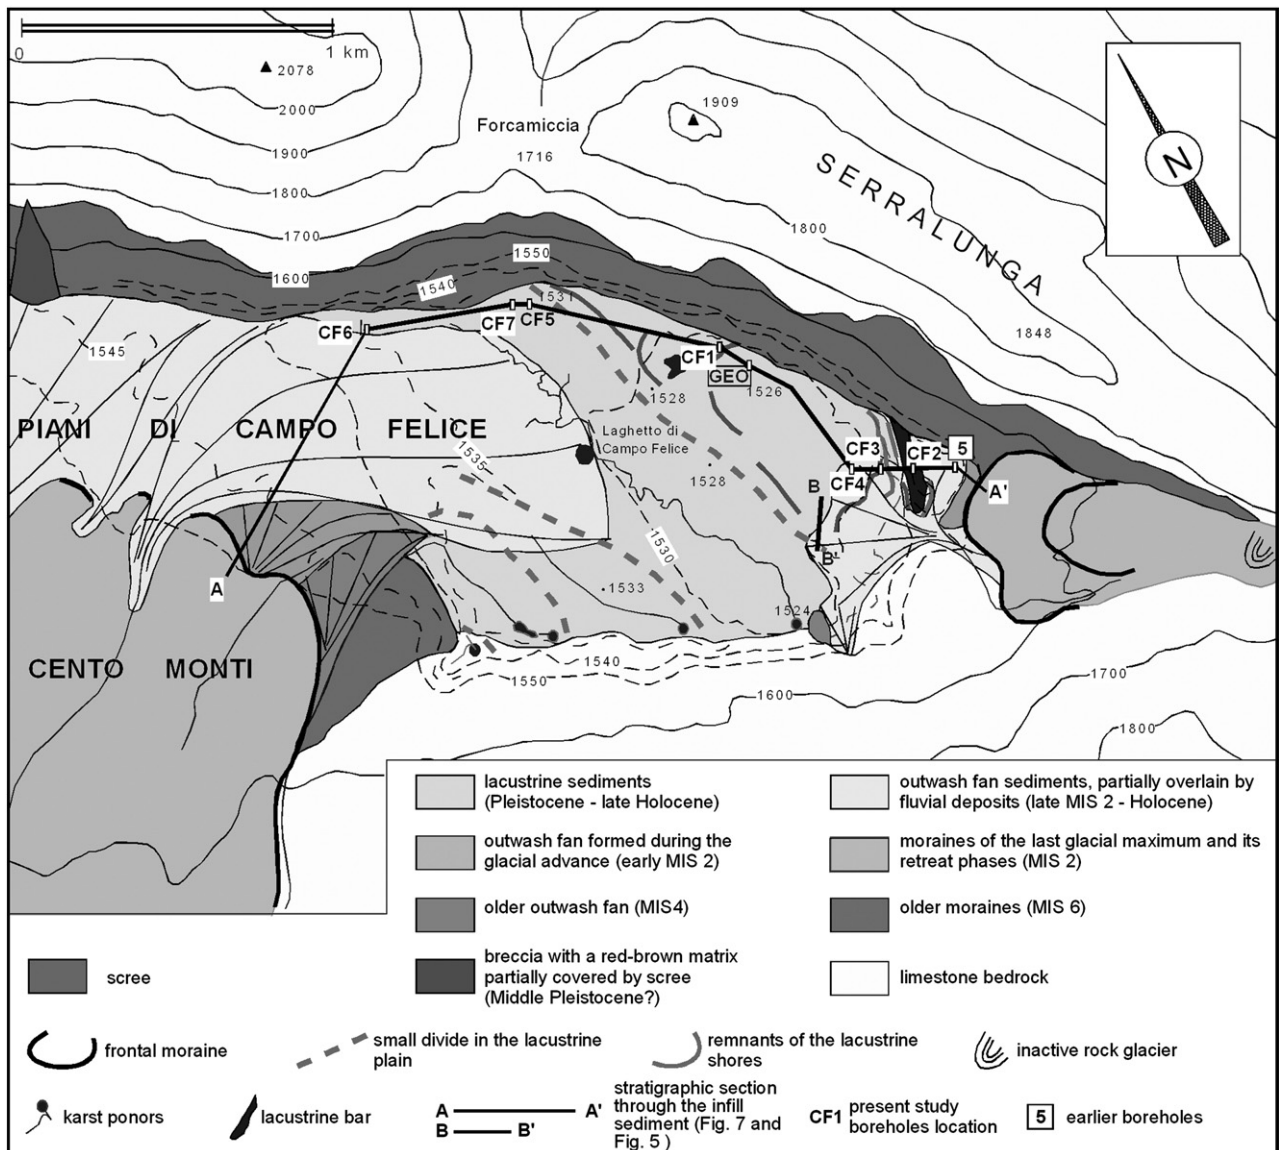 0
1 km
2078
2000
1900
1800
1700
1600
Forcamiccia
1716
1909
SERRALUNGA
1800
1848
N
1550
1540
1531
CF6
CF7
CF5
CF1
GEO
1526
1528
1545
PIANI DI CAMPO FELICE
1535
Laghetto di
Campo Felice
1528
CF3
CF2
5
CF4
A'
B
B'
1530
A
1533
1524
CENTO MONTI
1540
1550
1600
1700
1800
lacustrine sediments
(Pleistocene - late Holocene)
outwash fan sediments, partially overlain by
fluvial deposits (late MIS 2 - Holocene)
outwash fan formed during the
glacial advance (early MIS 2)
moraines of the last glacial maximum and its
retreat phases (MIS 2)
older outwash fan (MIS4)
older moraines (MIS 6)
scree
breccia with a red-brown matrix
partially covered by scree
(Middle Pleistocene?)
limestone bedrock
frontal moraine
small divide in the lacustrine
plain
remnants of the lacustrine
shores
inactive rock glacier
karst ponors
lacustrine bar
A A'
B B'
stratigraphic section
through the infill
sediment (Fig. 7 and
Fig. 5 )
CF1 present study
boreholes location
5 earlier boreholes